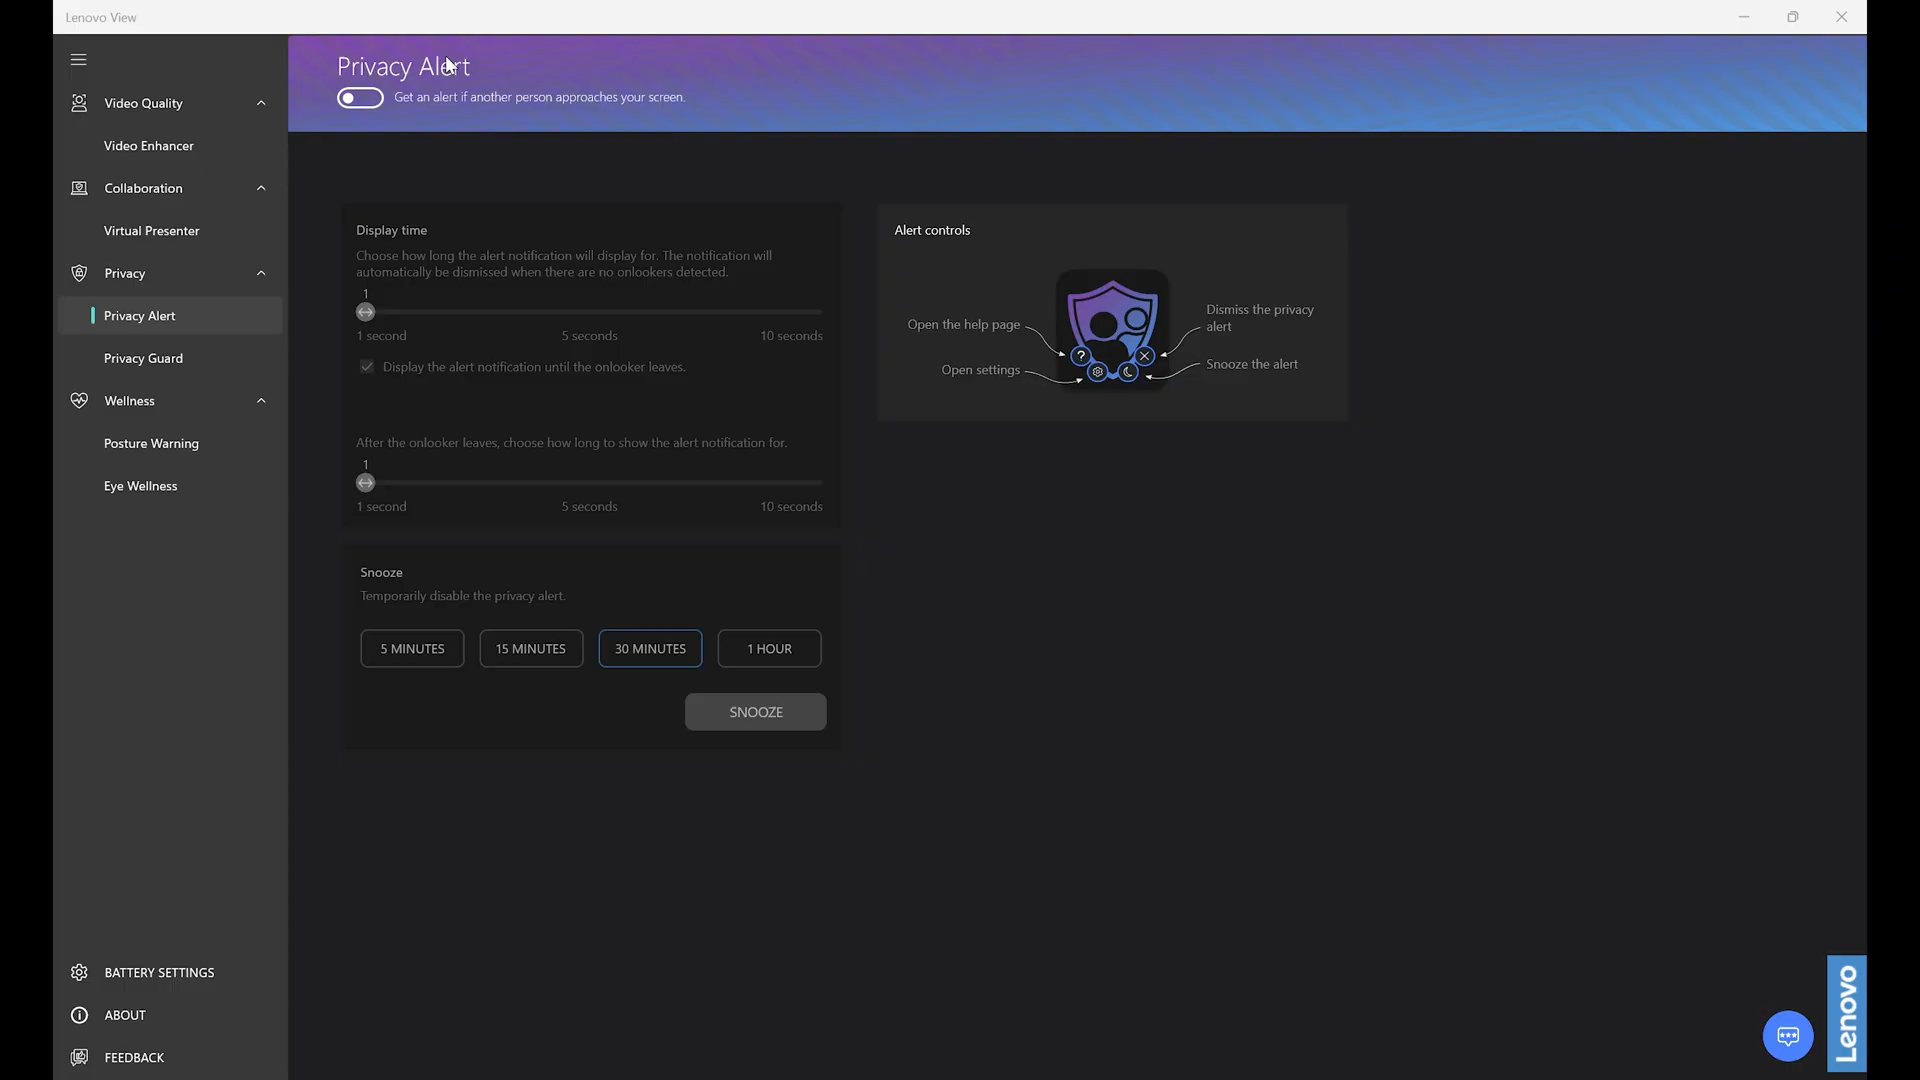 Lenovo View
Privacy Alert
Get an alert if another person approaches your screen.
Video Quality
Video Enhancer
Collaboration
Virtual Presenter
Privacy
Privacy Alert
Privacy Guard
Wellness
Posture Warning
Eye Wellness
BATTERY SETTINGS
ABOUT
FEEDBACK
Display time
Choose how long the alert notification will display for. The notification will
automatically be dismissed when there are no onlookers detected.
1
1 second 5 seconds 10 seconds
Display the alert notification until the onlooker leaves.
After the onlooker leaves, choose how long to show the alert notification for.
1
1 second 5 seconds 10 seconds
Snooze
Temporarily disable the privacy alert.
5 MINUTES 15 MINUTES 30 MINUTES 1 HOUR
SNOOZE
Alert controls
Open the help page
Open settings
Dismiss the privacy
alert
Snooze the alert
Lenovo